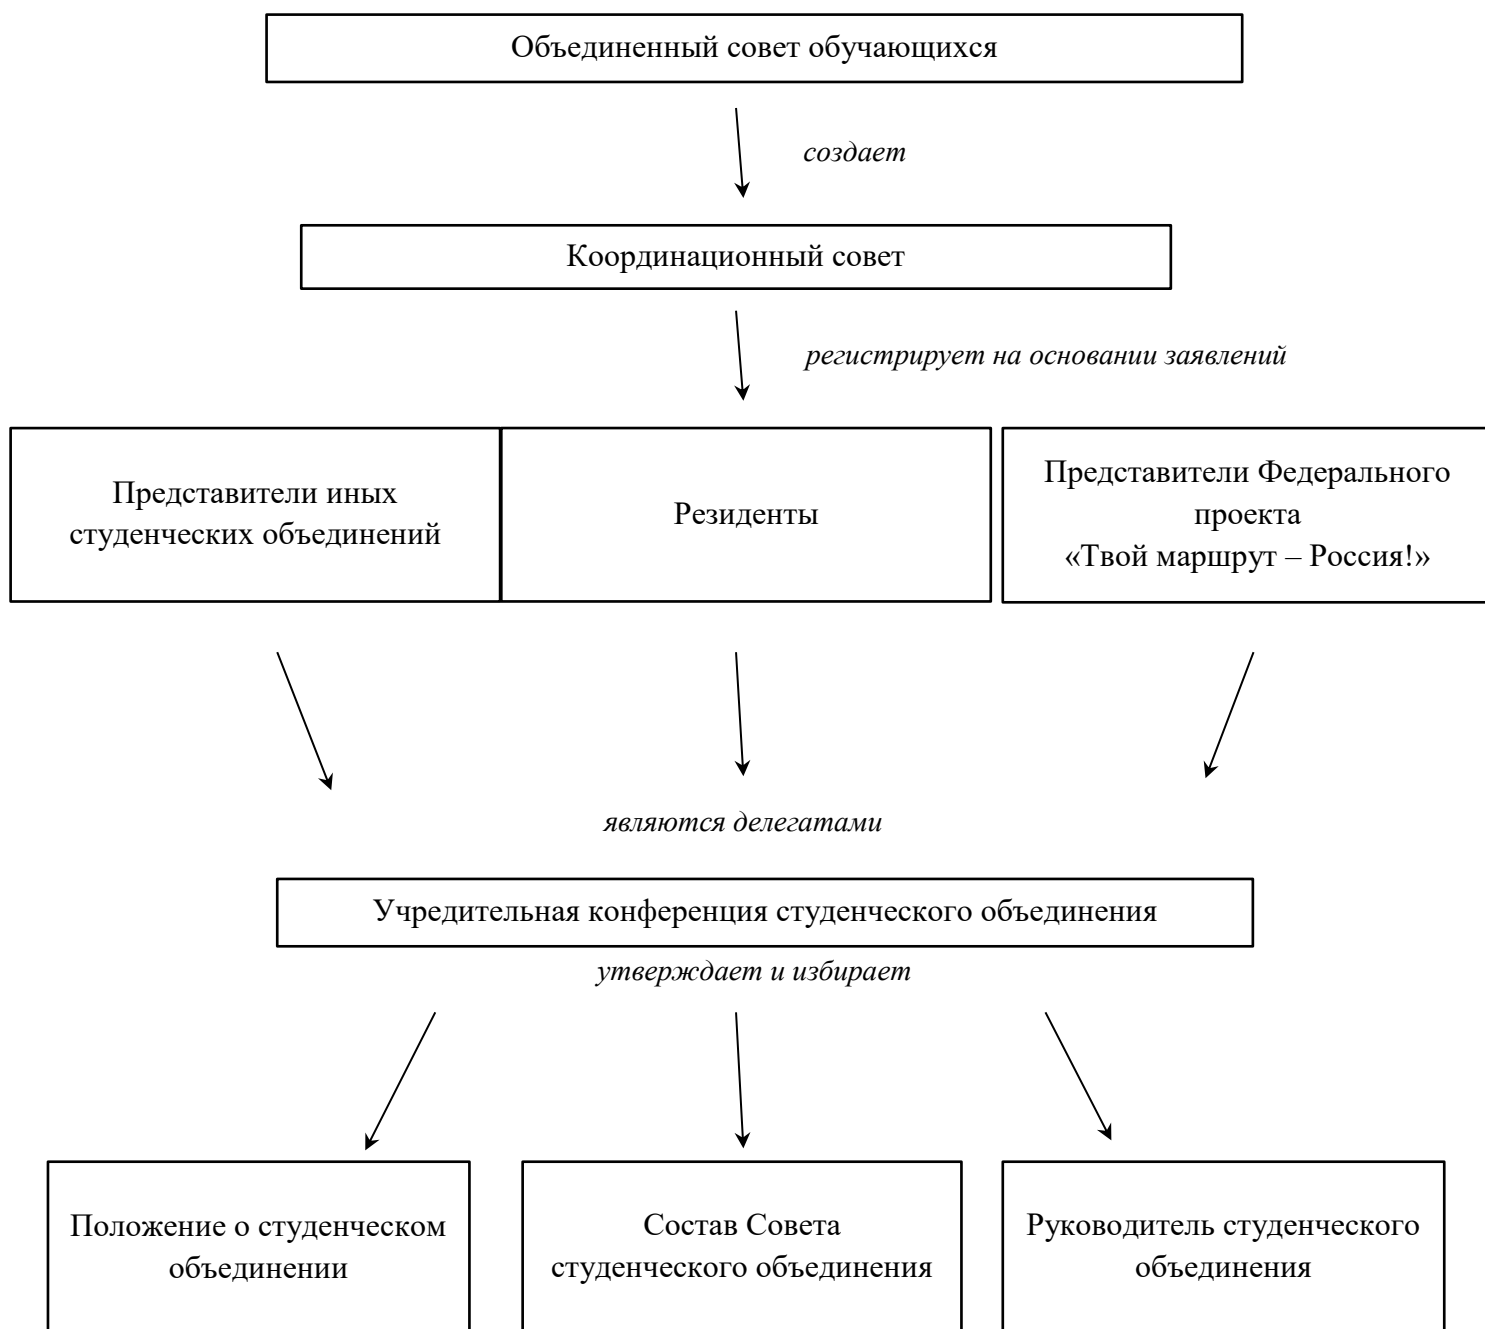 Объединенный совет обучающихся
создает
Координационный совет
регистрирует на основании заявлений
Представители иных
студенческих объединений
Резиденты
Представители Федерального
проекта
«Твой маршрут – Россия!»
являются делегатами
Учредительная конференция студенческого объединения
утверждает и избирает
Положение о студенческом
объединении
Состав Совета
студенческого объединения
Руководитель студенческого
объединения